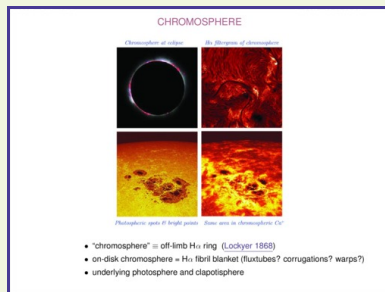 CHROMOSPHERE
Chromosphere at eclipse
Hα filtergram of chromosphere
Photospheric spots & bright points
Same area in chromospheric Ca⁺
• "chromosphere" ≡ off-limb Hα ring (Lockyer 1868)
• on-disk chromosphere = Hα fibril blanket (fluxtubes? corrugations? warps?)
• underlying photosphere and clapotisphere